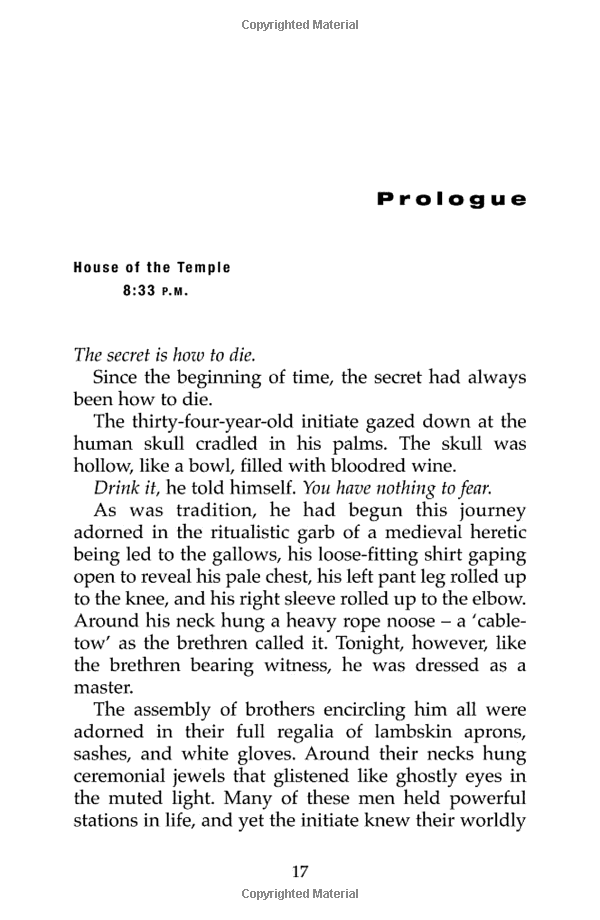 Copyrighted Material
Prologue
House of the Temple
8:33 P.M.
The secret is how to die.
Since the beginning of time, the secret had always
been how to die.
The thirty-four-year-old initiate gazed down at the
human skull cradled in his palms. The skull was
hollow, like a bowl, filled with bloodred wine.
Drink it, he told himself. You have nothing to fear.
As was tradition, he had begun this journey
adorned in the ritualistic garb of a medieval heretic
being led to the gallows, his loose-fitting shirt gaping
open to reveal his pale chest, his left pant leg rolled up
to the knee, and his right sleeve rolled up to the elbow.
Around his neck hung a heavy rope noose – a ‘cable-
tow’ as the brethren called it. Tonight, however, like
the brethren bearing witness, he was dressed as a
master.
The assembly of brothers encircling him all were
adorned in their full regalia of lambskin aprons,
sashes, and white gloves. Around their necks hung
ceremonial jewels that glistened like ghostly eyes in
the muted light. Many of these men held powerful
stations in life, and yet the initiate knew their worldly
17
Copyrighted Material